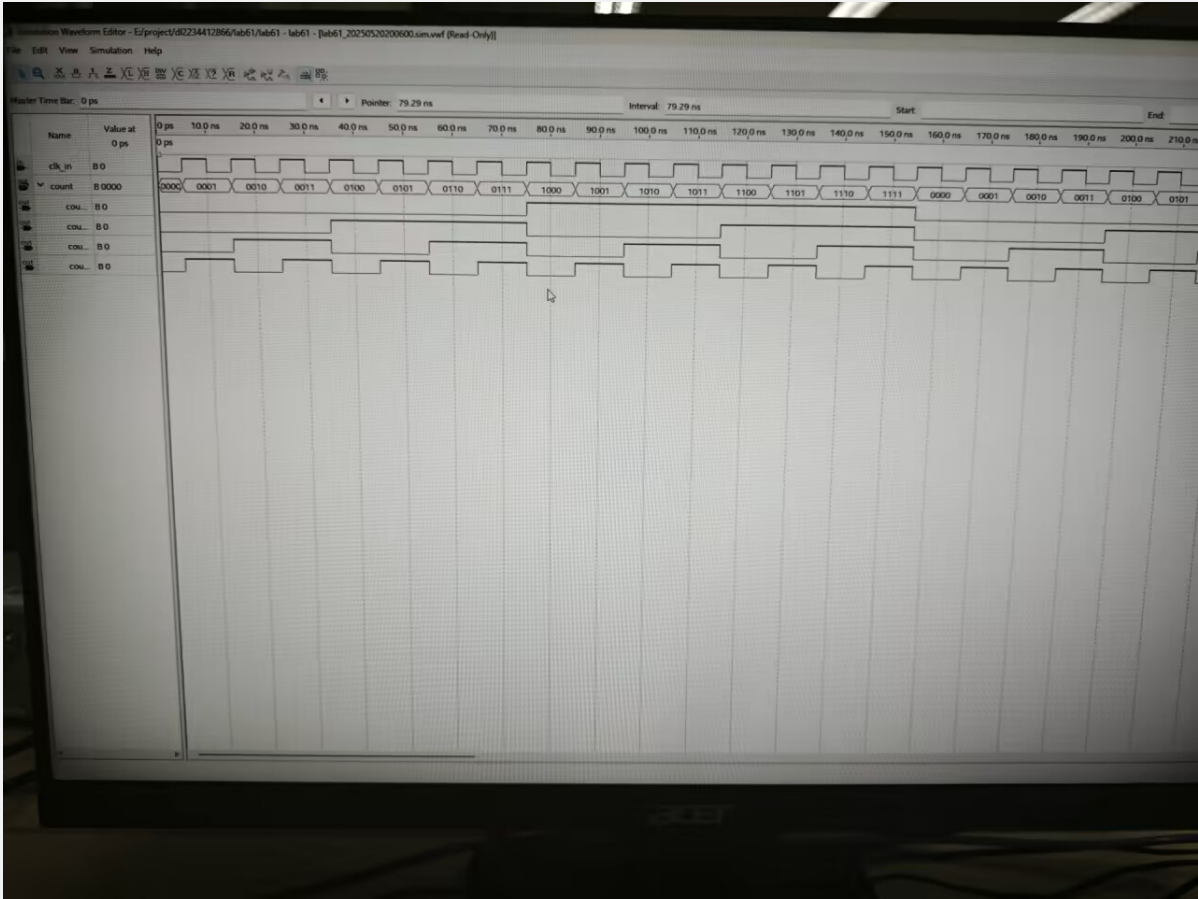 Simulation Waveform Editor - E:/project/dl2234412866/lab61/lab61 - lab61 - [lab61_20250520200600.sim.vwf (Read-Only)]
File Edit View Simulation Help
Master Time Bar: 0 ps Pointer: 79.29 ns Interval: 79.29 ns Start: End:
Name Value at 0 ps
0 ps 10.0 ns 20.0 ns 30.0 ns 40.0 ns 50.0 ns 60.0 ns 70.0 ns 80.0 ns 90.0 ns 100.0 ns 110.0 ns 120.0 ns 130.0 ns 140.0 ns 150.0 ns 160.0 ns 170.0 ns 180.0 ns 190.0 ns 200.0 ns 210.0 n
0 ps
clk_in B 0
count B 0000 0000 0001 0010 0011 0100 0101 0110 0111 1000 1001 1010 1011 1100 1101 1110 1111 0000 0001 0010 0011 0100 0101
cou... B 0
cou... B 0
cou... B 0
cou... B 0
acer